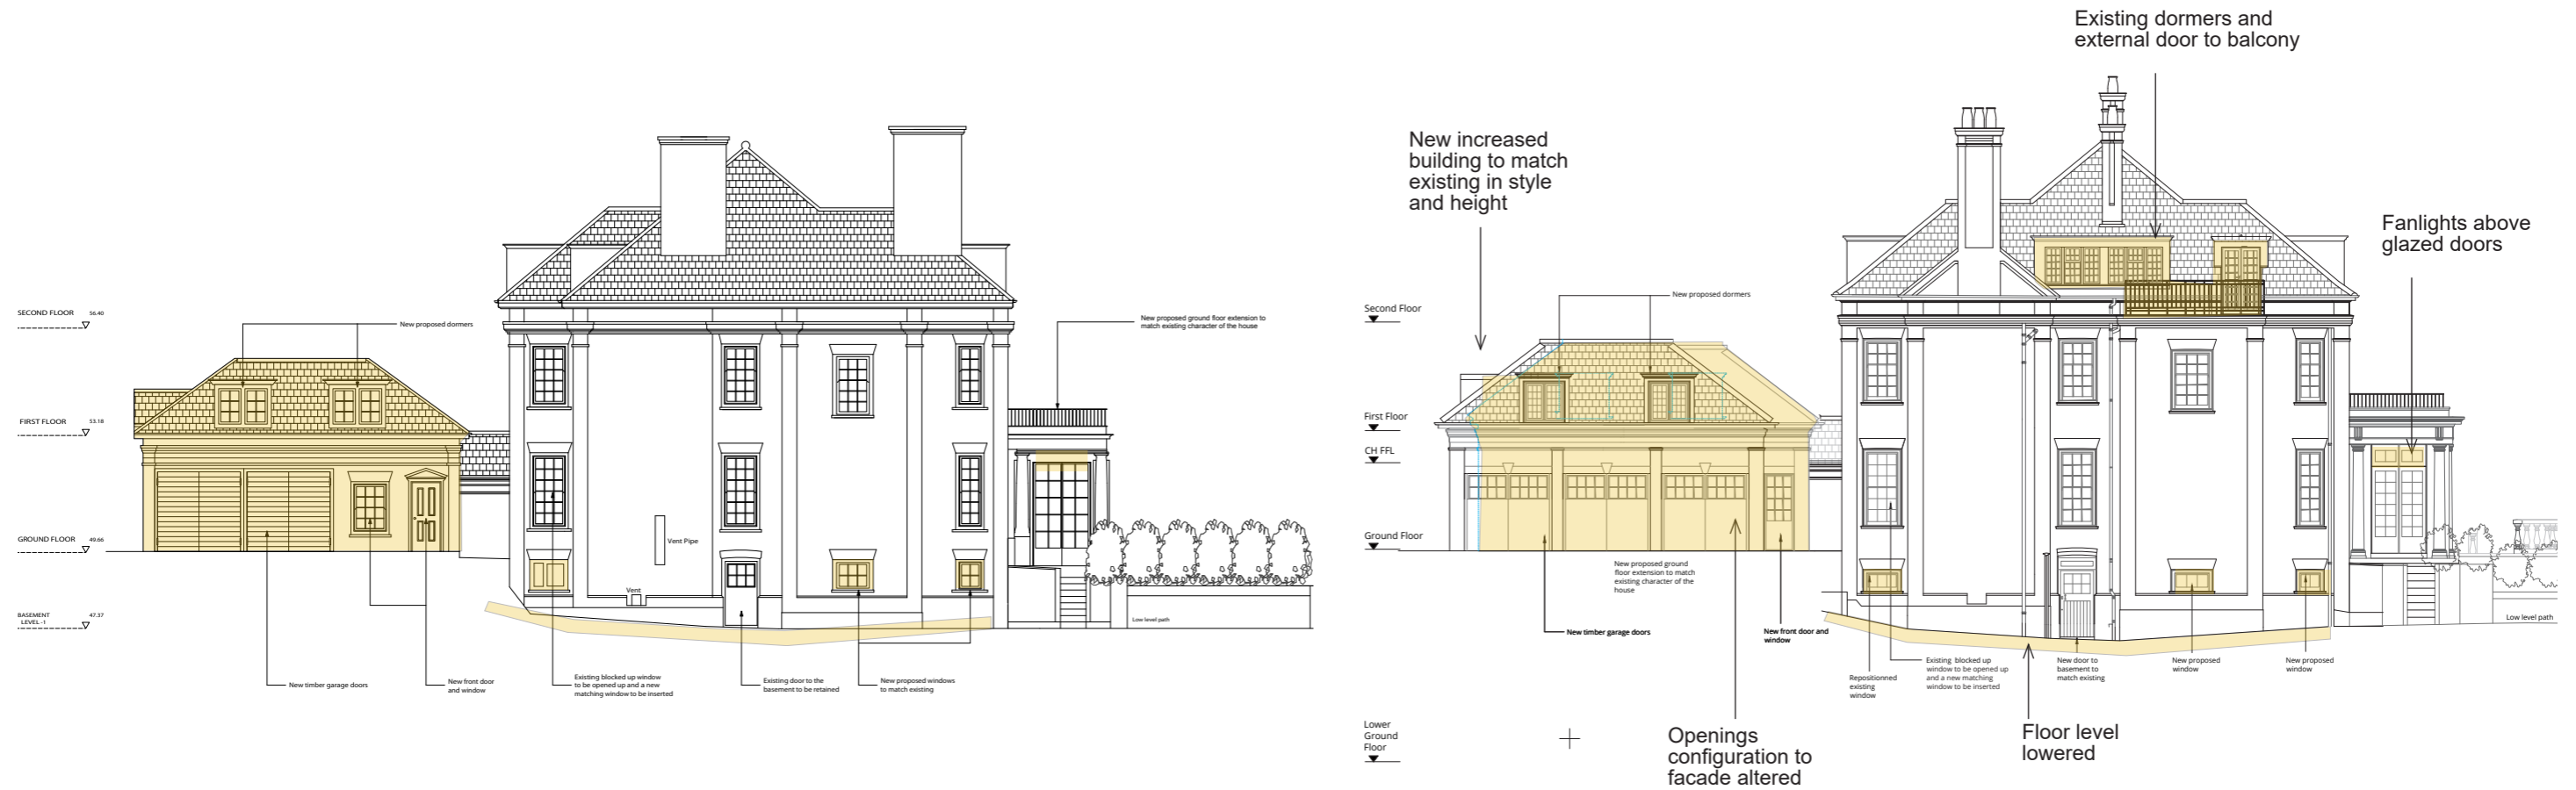 SECOND FLOOR 56.40
FIRST FLOOR 53.18
GROUND FLOOR 49.66
BASEMENT 47.37
LEVEL -1
New proposed dormers
New proposed ground floor extension to
match existing character of the house
Vent Pipe
Vent
Low level path
New timber garage doors
New front door
and window
Existing blocked up window
to be opened up and a new
matching window to be inserted
Existing door to the
basement to be retained
New proposed windows
to match existing
Existing dormers and
external door to balcony
New increased
building to match
existing in style
and height
Fanlights above
glazed doors
Second Floor
First Floor
CH FFL
Ground Floor
Lower
Ground
Floor
New proposed dormers
New proposed ground
floor extension to match
existing character of the
house
New timber garage doors
New front door and
window
Openings
configuration to
facade altered
Repositionned
existing
window
Existing blocked up
window to be opened up
and a new matching
window to be inserted
New door to
basement to
match existing
New proposed
window
New proposed
window
Low level path
Floor level
lowered